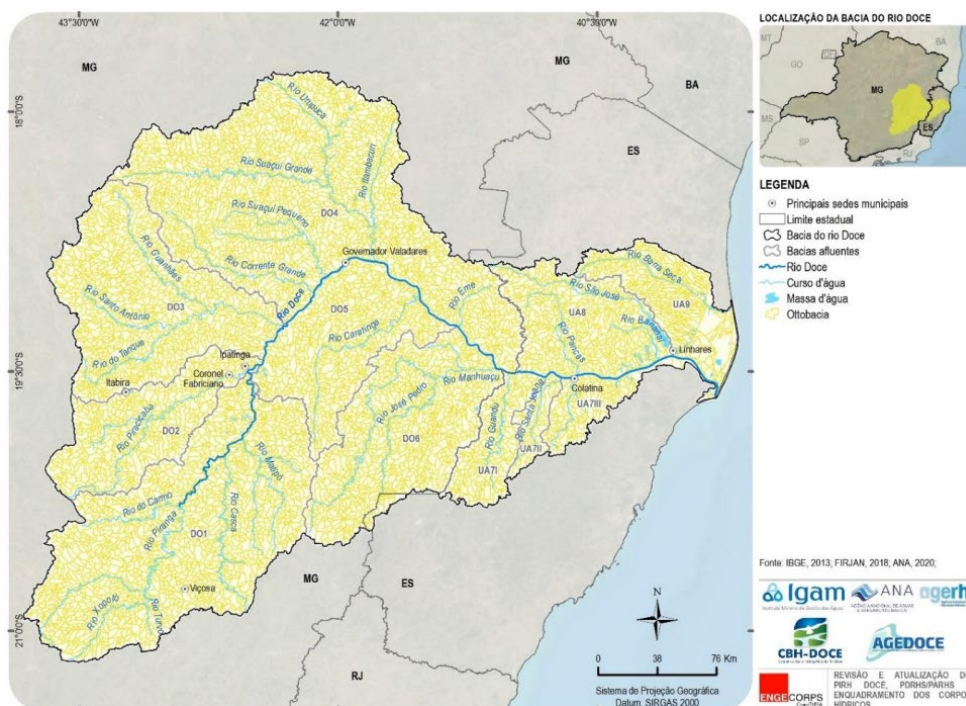 43°30'0"W
42°0'0"W
40°30'0"W
18°0'0"S
19°30'0"S
21°0'0"S
MG
MG
BA
ES
Rio Urupuca
Rio Itambacuri
Rio Suaçuí Grande
Rio Suaçuí Pequeno
DO4
Governador Valadares
Rio Corrente Grande
Rio Guanhães
Rio Doce
Rio Santo Antônio
DO3
DO5
Rio Eme
Rio Barra Seca
Rio São José
UA9
UA8
Rio Pancas
Linhares
Rio do Tanque
Rio Caratinga
Ipatinga
Coronel
Fabriciano
Itabira
Rio Manhuaçu
Colatina
Rio José Pedro
UA7III
Rio Guandu
DO2
Rio Piracicaba
DO6
UA7II
UA7I
Rio Matipó
Rio do Carmo
Rio Casca
Rio Piranga
DO1
Viçosa
Rio Xopotó
Rio Turvo
MG
ES
RJ
N
0 38 76 Km
Sistema de Projeção Geográfica
Datum: SIRGAS 2000
LOCALIZAÇÃO DA BACIA DO RIO DOCE
MT
GO
BA
MG
MS
ES
SP
RJ
LEGENDA
Principais sedes municipais
Limite estadual
Bacia do rio Doce
Bacias afluentes
Rio Doce
Curso d'água
Massa d'água
Ottobacia
Fonte: IBGE, 2013; FIRJAN, 2018; ANA, 2020;
Igam
ANA
agerh
CBH-DOCE
AGEDOCE
ENGECORPS
REVISÃO E ATUALIZAÇÃO DO
PIRH DOCE, PDRHS/PARHS
ENQUADRAMENTO DOS CORPO
HÍDRICOS